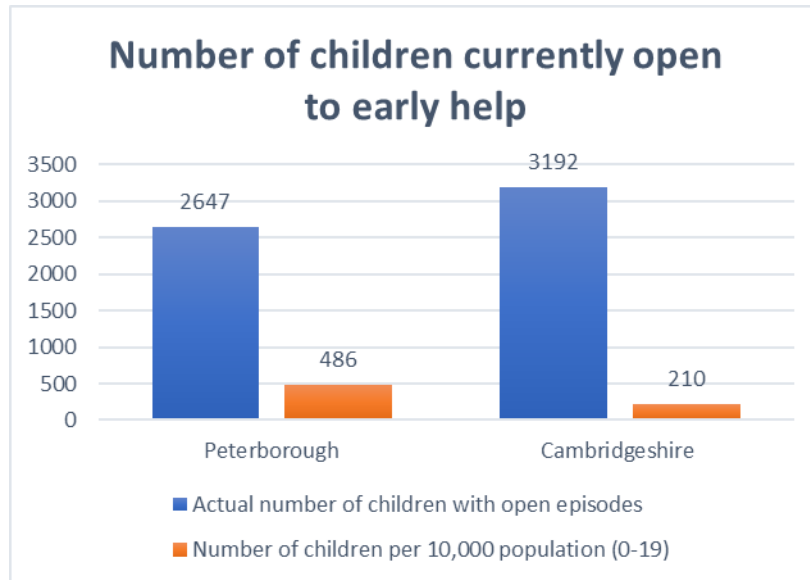 Number of children currently open
to early help
3500
3000
2500
2000
1500
1000
500
0
2647
486
3192
210
Peterborough
Cambridgeshire
Actual number of children with open episodes
Number of children per 10,000 population (0-19)